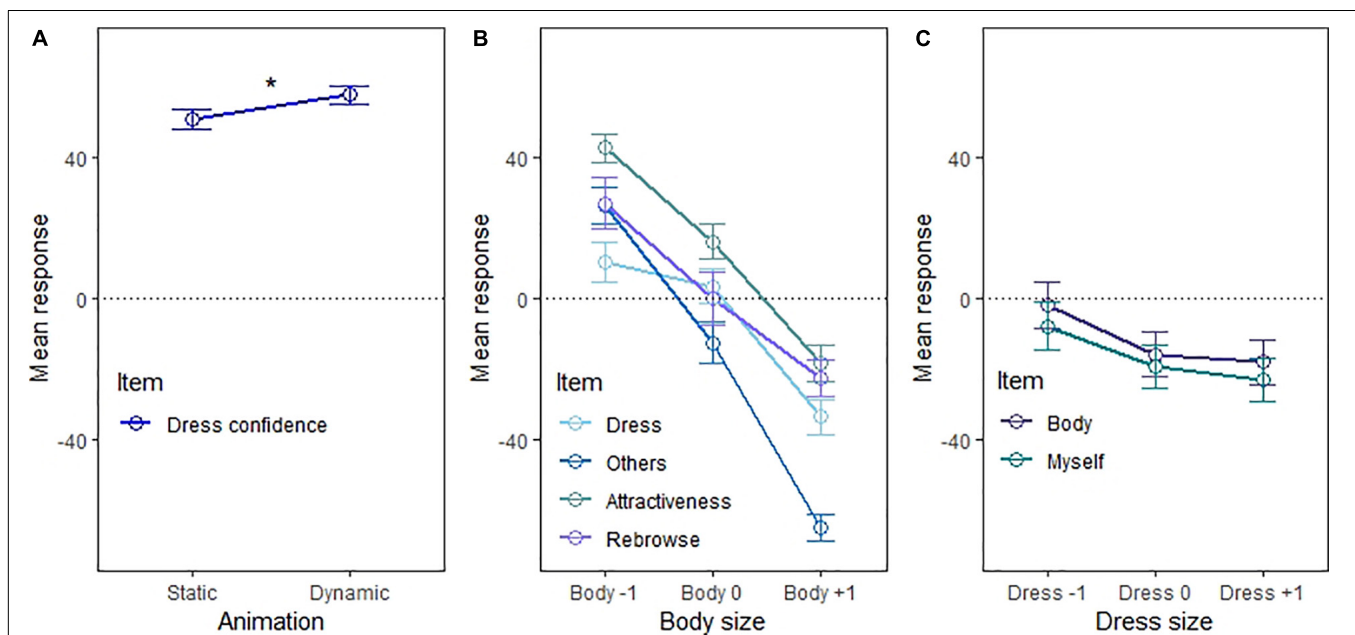 A
Mean response
40
0
-40
*
Item
Dress confidence
Static Dynamic
Animation
B
Mean response
40
0
-40
Item
Dress
Others
Attractiveness
Rebrowse
Body -1 Body 0 Body +1
Body size
C
Mean response
40
0
-40
Item
Body
Myself
Dress -1 Dress 0 Dress +1
Dress size